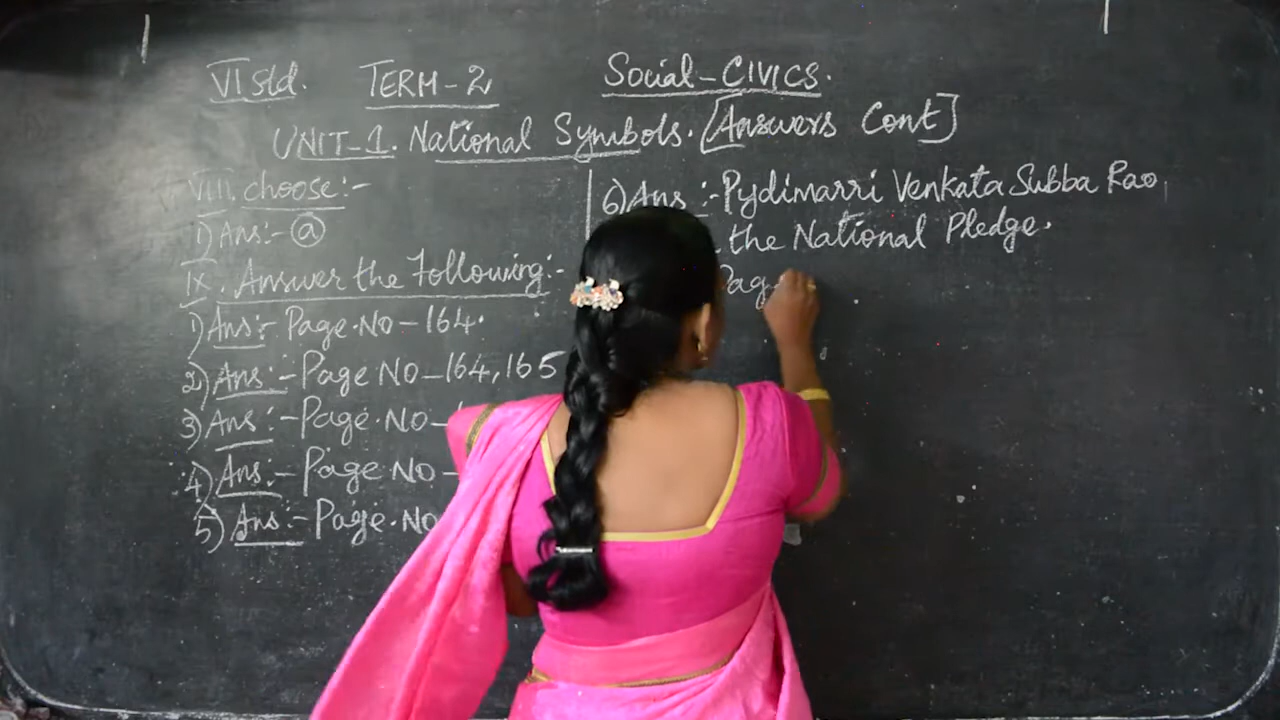 VI std. TERM-2 Social-CIVICS.
UNIT-1. National Symbols. [Answers Cont]
VIII. choose:-
1) Ans:- (a)
IX. Answer the Following:-
1) Ans:- Page.No-164.
2) Ans:- Page No-164,165
3) Ans:- Page.No-
4) Ans:- Page No-
5) Ans:- Page.No
6) Ans:- Pydimarri Venkata Subba Rao,
the National Pledge.
Pag